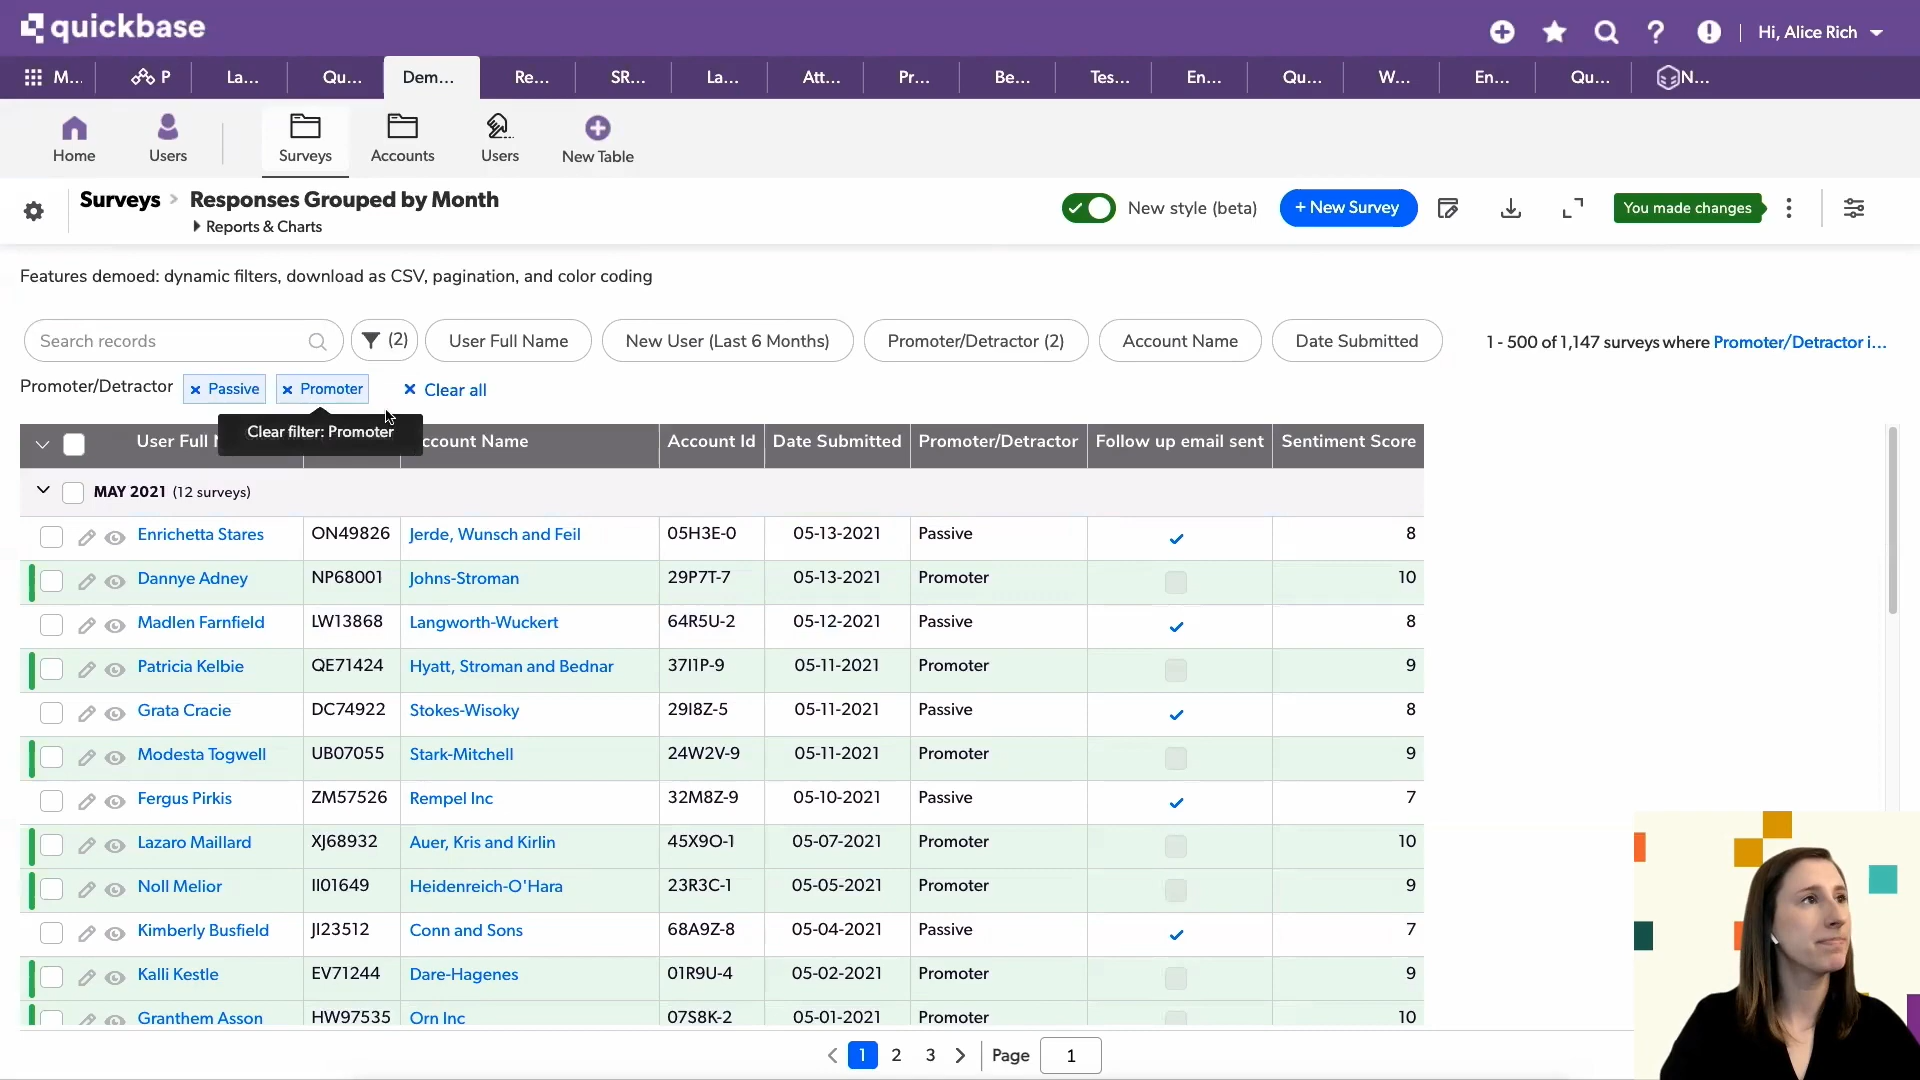 quickbase
Hi, Alice Rich
M...
P
La...
Qu...
Dem...
Re...
SR...
La...
Att...
Pr...
Be...
Tes...
En...
Qu...
W...
En...
Qu...
N...
Home
Users
Surveys
Accounts
Users
New Table
Surveys > Responses Grouped by Month
Reports & Charts
New style (beta)
+ New Survey
You made changes
Features demoed: dynamic filters, download as CSV, pagination, and color coding
Search records
(2)
User Full Name
New User (Last 6 Months)
Promoter/Detractor (2)
Account Name
Date Submitted
1 - 500 of 1,147 surveys where Promoter/Detractor i...
Promoter/Detractor × Passive × Promoter × Clear all
Clear filter: Promoter
User Full ccount Name Account Id Date Submitted Promoter/Detractor Follow up email sent Sentiment Score
MAY 2021 (12 surveys)
Enrichetta Stares ON49826 Jerde, Wunsch and Feil 05H3E-0 05-13-2021 Passive 8
Dannye Adney NP68001 Johns-Stroman 29P7T-7 05-13-2021 Promoter 10
Madlen Farnfield LW13868 Langworth-Wuckert 64R5U-2 05-12-2021 Passive 8
Patricia Kelbie QE71424 Hyatt, Stroman and Bednar 37I1P-9 05-11-2021 Promoter 9
Grata Cracie DC74922 Stokes-Wisoky 29I8Z-5 05-11-2021 Passive 8
Modesta Togwell UB07055 Stark-Mitchell 24W2V-9 05-11-2021 Promoter 9
Fergus Pirkis ZM57526 Rempel Inc 32M8Z-9 05-10-2021 Passive 7
Lazaro Maillard XJ68932 Auer, Kris and Kirlin 45X9O-1 05-07-2021 Promoter 10
Noll Melior II01649 Heidenreich-O'Hara 23R3C-1 05-05-2021 Promoter 9
Kimberly Busfield JI23512 Conn and Sons 68A9Z-8 05-04-2021 Passive 7
Kalli Kestle EV71244 Dare-Hagenes 01R9U-4 05-02-2021 Promoter 9
Granthem Asson HW97535 Orn Inc 07S8K-2 05-01-2021 Promoter 10
1 2 3 Page 1